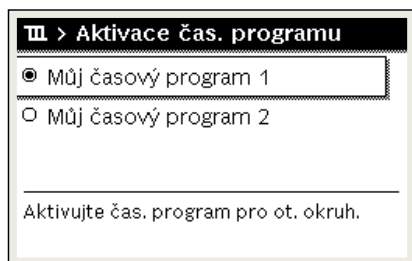 > Aktivace čas. programu
Můj časový program 1
Můj časový program 2
Aktivujte čas. program pro ot. okruh.